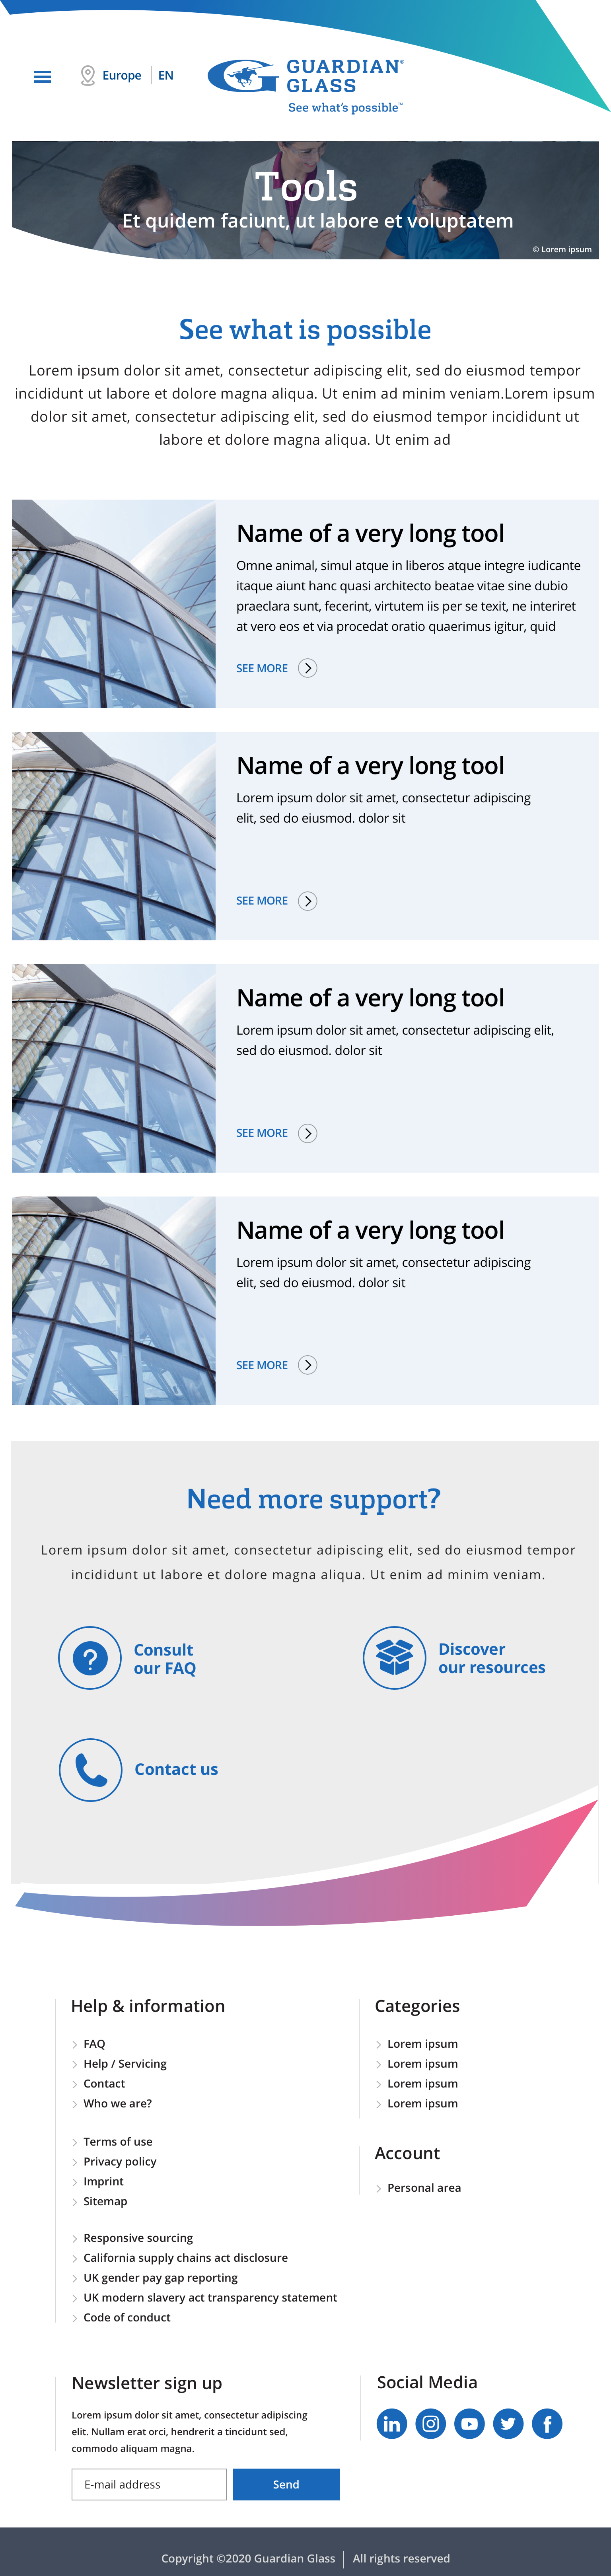 Europe
EN
GUARDIAN®
GLASS
See what's possible™
Tools
Et quidem faciunt, ut labore et voluptatem
© Lorem ipsum
See what is possible
Lorem ipsum dolor sit amet, consectetur adipiscing elit, sed do eiusmod tempor
incididunt ut labore et dolore magna aliqua. Ut enim ad minim veniam.Lorem ipsum
dolor sit amet, consectetur adipiscing elit, sed do eiusmod tempor incididunt ut
labore et dolore magna aliqua. Ut enim ad
Name of a very long tool
Omne animal, simul atque in liberos atque integre iudicante
itaque aiunt hanc quasi architecto beatae vitae sine dubio
praeclara sunt, fecerint, virtutem iis per se texit, ne interiret
at vero eos et via procedat oratio quaerimus igitur, quid
SEE MORE
Name of a very long tool
Lorem ipsum dolor sit amet, consectetur adipiscing
elit, sed do eiusmod. dolor sit
SEE MORE
Name of a very long tool
Lorem ipsum dolor sit amet, consectetur adipiscing elit,
sed do eiusmod. dolor sit
SEE MORE
Name of a very long tool
Lorem ipsum dolor sit amet, consectetur adipiscing
elit, sed do eiusmod. dolor sit
SEE MORE
Need more support?
Lorem ipsum dolor sit amet, consectetur adipiscing elit, sed do eiusmod tempor
incididunt ut labore et dolore magna aliqua. Ut enim ad minim veniam.
Consult
our FAQ
Discover
our resources
Contact us
Help & information
FAQ
Help / Servicing
Contact
Who we are?
Terms of use
Privacy policy
Imprint
Sitemap
Responsive sourcing
California supply chains act disclosure
UK gender pay gap reporting
UK modern slavery act transparency statement
Code of conduct
Categories
Lorem ipsum
Lorem ipsum
Lorem ipsum
Lorem ipsum
Account
Personal area
Newsletter sign up
Lorem ipsum dolor sit amet, consectetur adipiscing
elit. Nullam erat orci, hendrerit a tincidunt sed,
commodo aliquam magna.
E-mail address
Send
Social Media
Copyright ©2020 Guardian Glass
All rights reserved